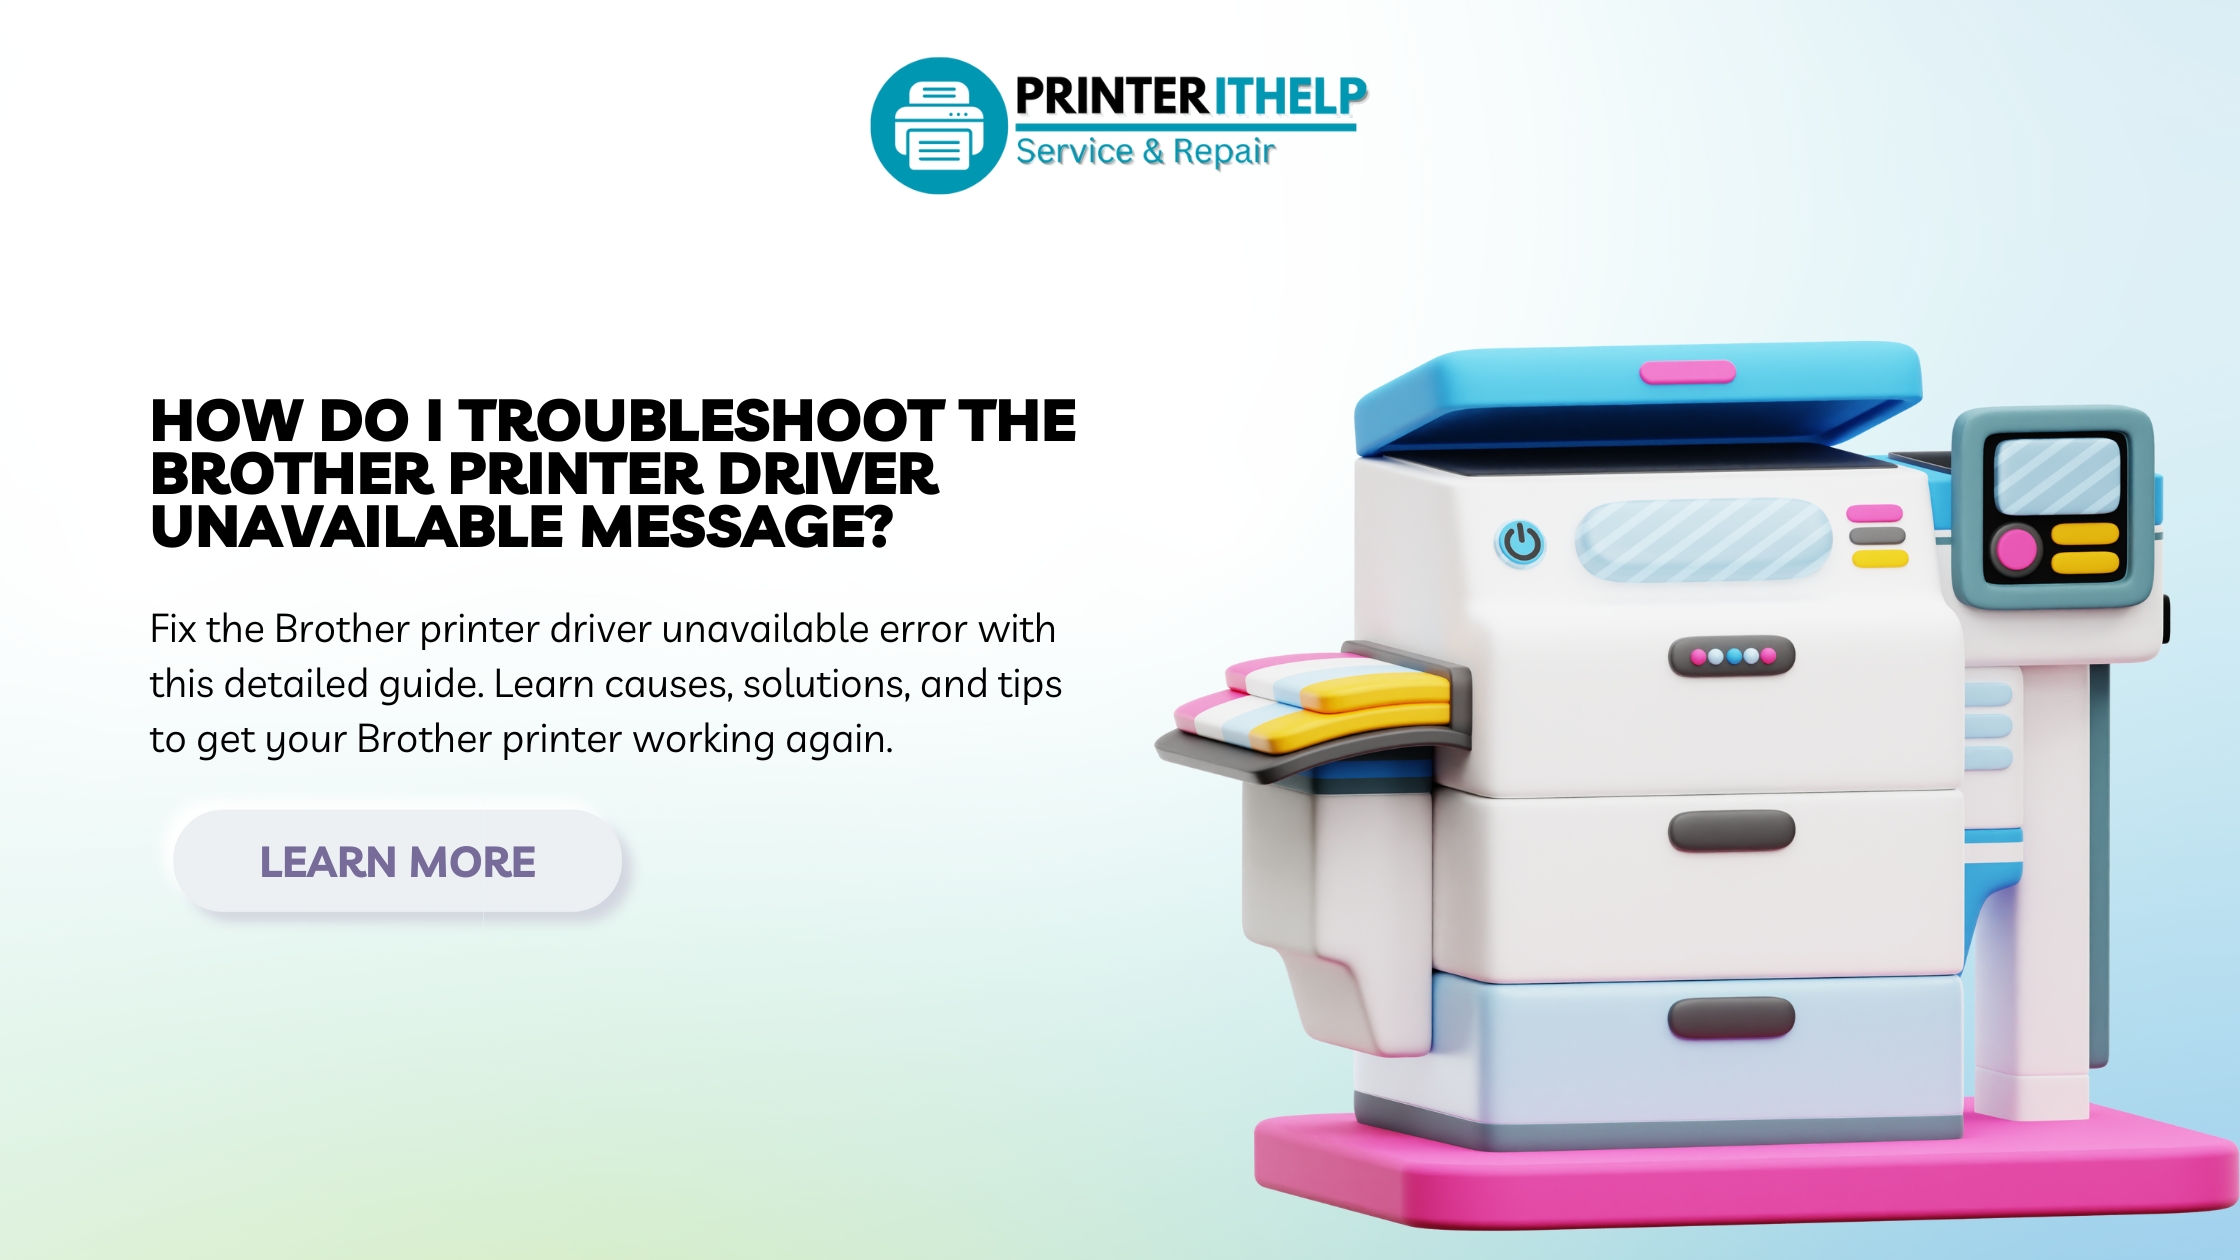 PRINTER ITHELP
Service & Repair
HOW DO I TROUBLESHOOT THE
BROTHER PRINTER DRIVER
UNAVAILABLE MESSAGE?
Fix the Brother printer driver unavailable error with
this detailed guide. Learn causes, solutions, and tips
to get your Brother printer working again.
LEARN MORE